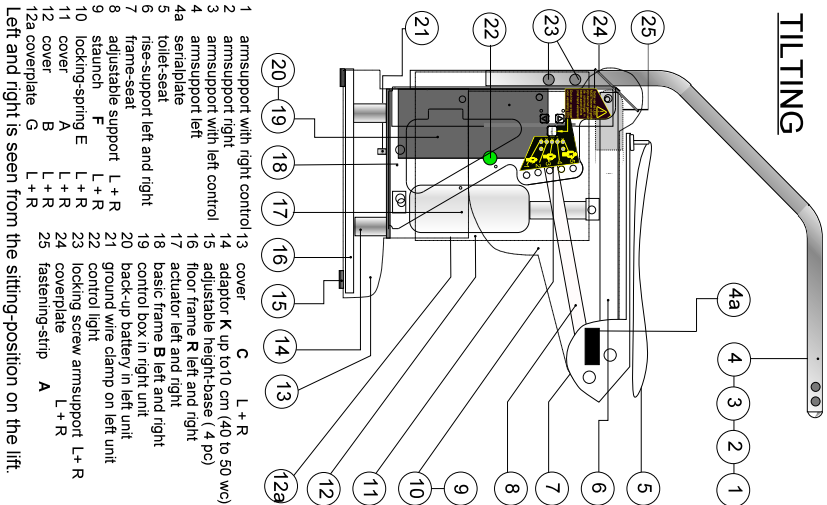 TILTING
4a
4
3
2
1
25
5
24
6
23
7
8
22
9
10
21
11
12
12a
20
19
18
17
16
15
14
13
1 armsupport with right control
2 armsupport right
3 armsupport with left control
4 armsupport left
4a serialplate
5 toilet-seat
6 rise-support left and right
7 frame-seat
8 adjustable support L + R
9 staunch F L + R
10 locking-spring E L + R
11 cover A L + R
12 cover B L + R
12a coverplate G L + R
13 cover C L + R
14 adaptor K up to10 cm (40 to 50 wc)
15 adjustable height-base ( 4 pc)
16 floor frame R left and right
17 actuator left and right
18 basic frame B left and right
19 control box in right unit
20 back-up battery in left unit
21 ground wire clamp on left unit
22 control light
23 locking screw armsupport L+ R
24 coverplate L + R
25 fastening-strip A
Left and right is seen from the sitting-position on the lift.